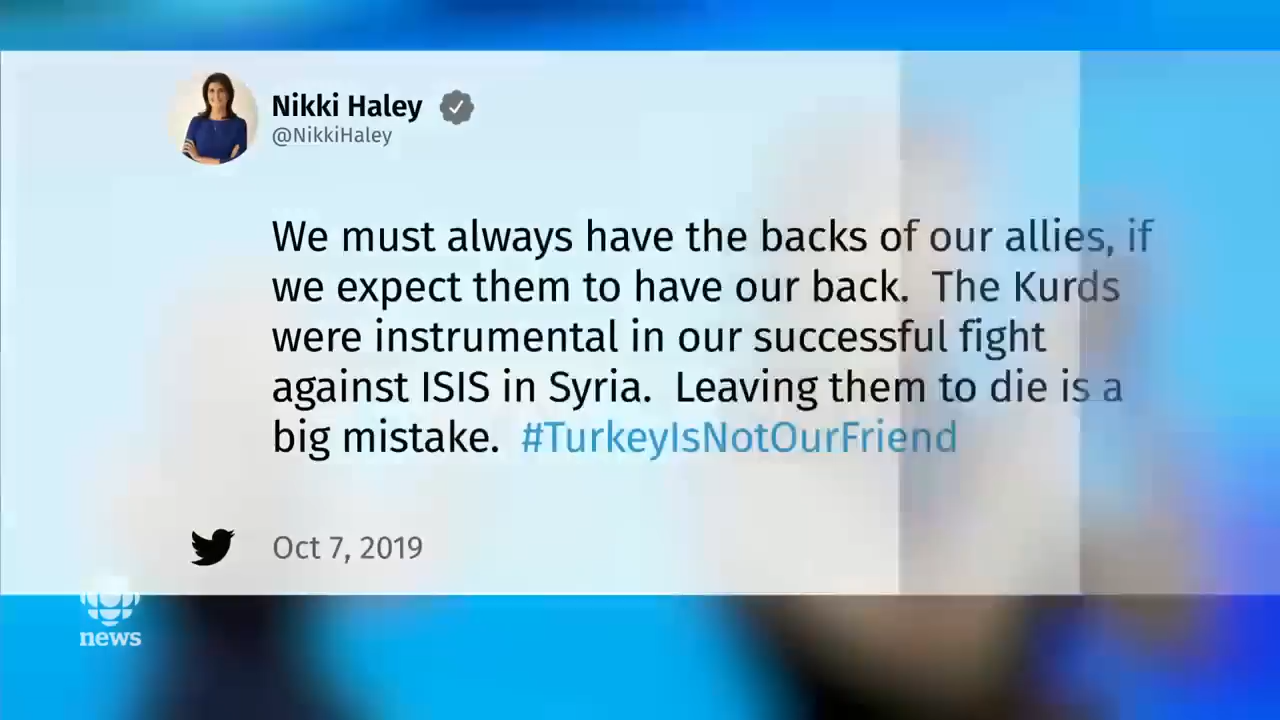 Nikki Haley
@NikkiHaley
We must always have the backs of our allies, if
we expect them to have our back.  The Kurds
were instrumental in our successful fight
against ISIS in Syria.  Leaving them to die is a
big mistake.  #TurkeyIsNotOurFriend
Oct 7, 2019
news